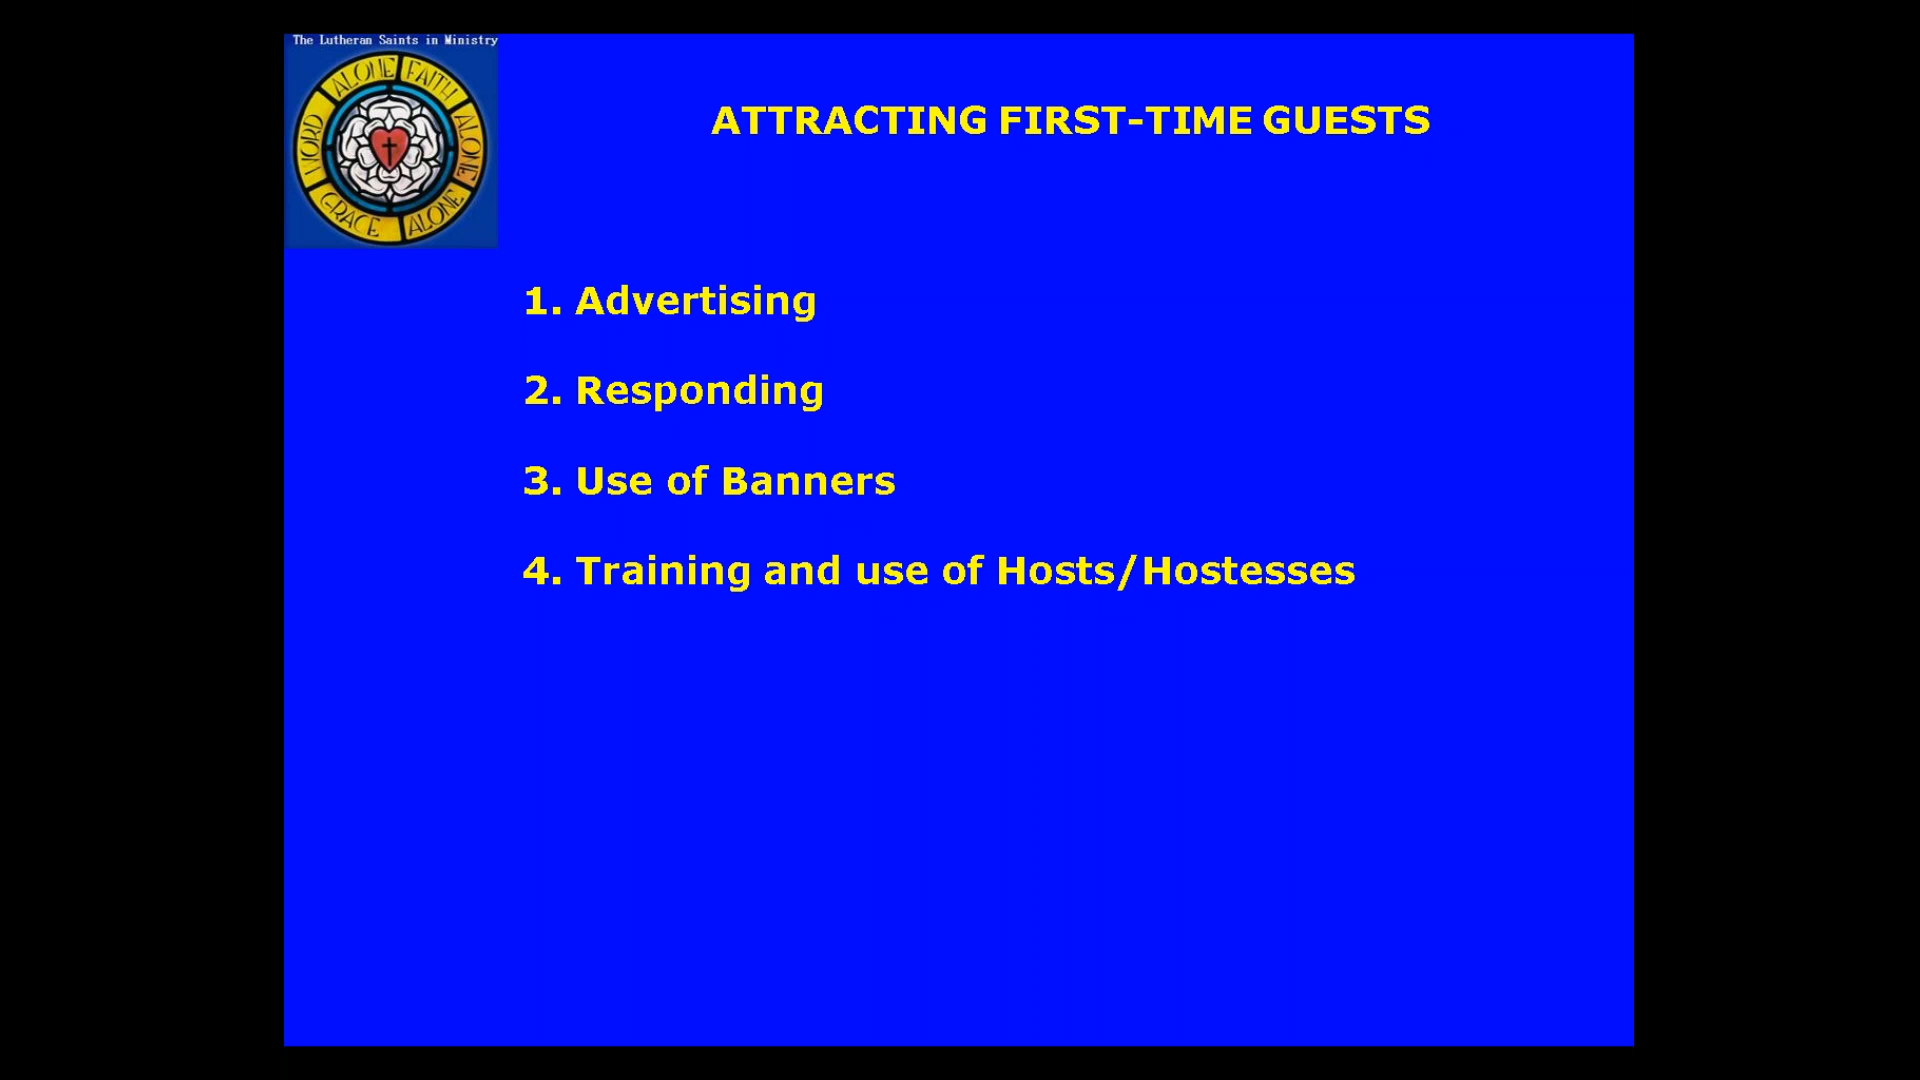 The Lutheran Saints in Ministry
ALONE FAITH ALONE
WORD GRACE ALONE
ATTRACTING FIRST-TIME GUESTS
1. Advertising
2. Responding
3. Use of Banners
4. Training and use of Hosts/Hostesses